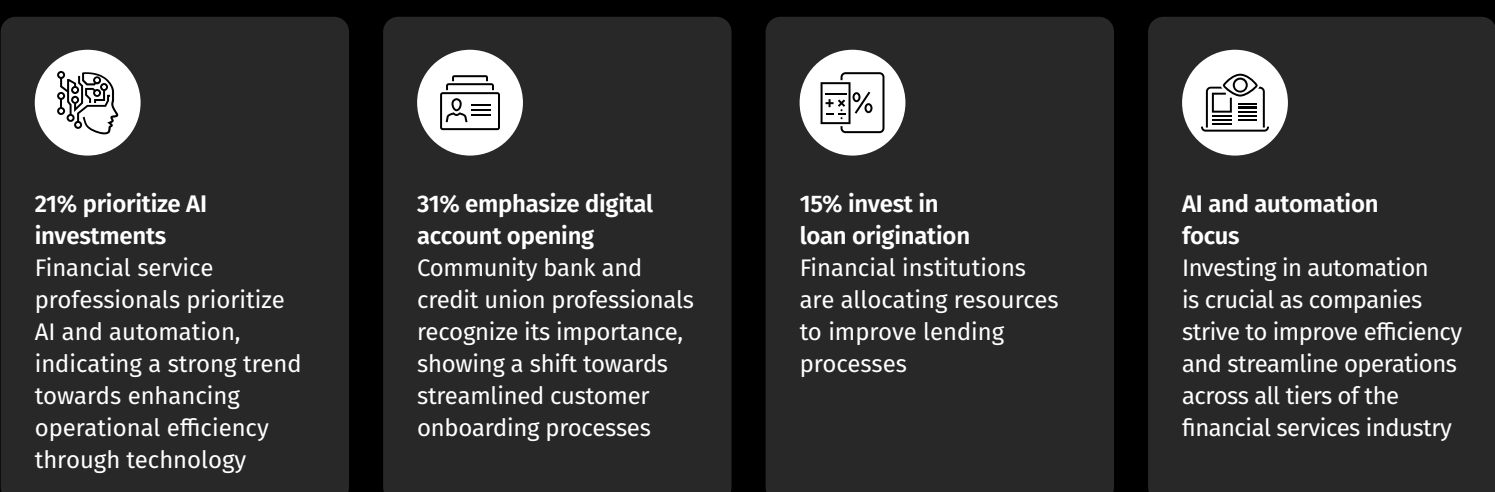 21% prioritize AI
investments
Financial service
professionals prioritize
AI and automation,
indicating a strong trend
towards enhancing
operational efficiency
through technology
31% emphasize digital
account opening
Community bank and
credit union professionals
recognize its importance,
showing a shift towards
streamlined customer
onboarding processes
%
15% invest in
loan origination
Financial institutions
are allocating resources
to improve lending
processes
AI and automation
focus
Investing in automation
is crucial as companies
strive to improve efficiency
and streamline operations
across all tiers of the
financial services industry